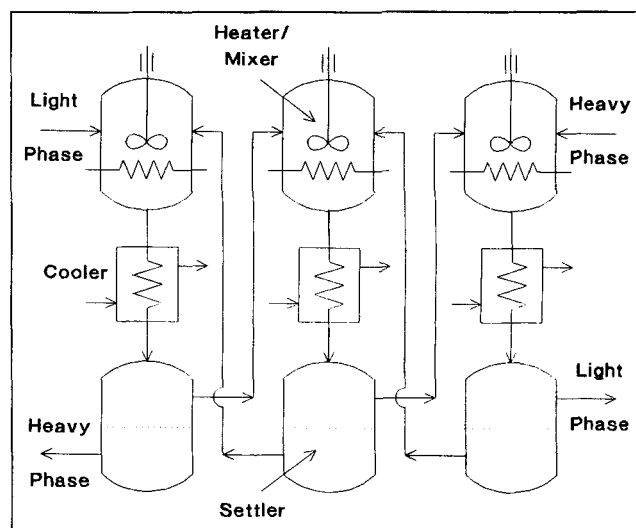 Heater/
Mixer
Light
Phase
Heavy
Phase
Cooler
Light
Phase
Heavy
Phase
Settler